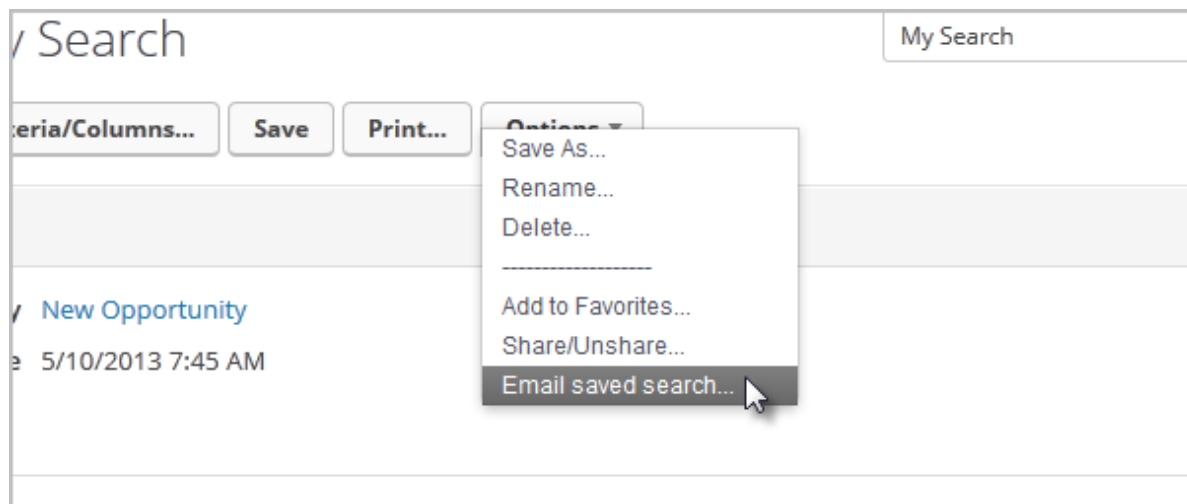 y Search
My Search
teria/Columns...
Save
Print...
Options
Save As...
Rename...
Delete...
-------------------
Add to Favorites...
Share/Unshare...
Email saved search...
y New Opportunity
e 5/10/2013 7:45 AM